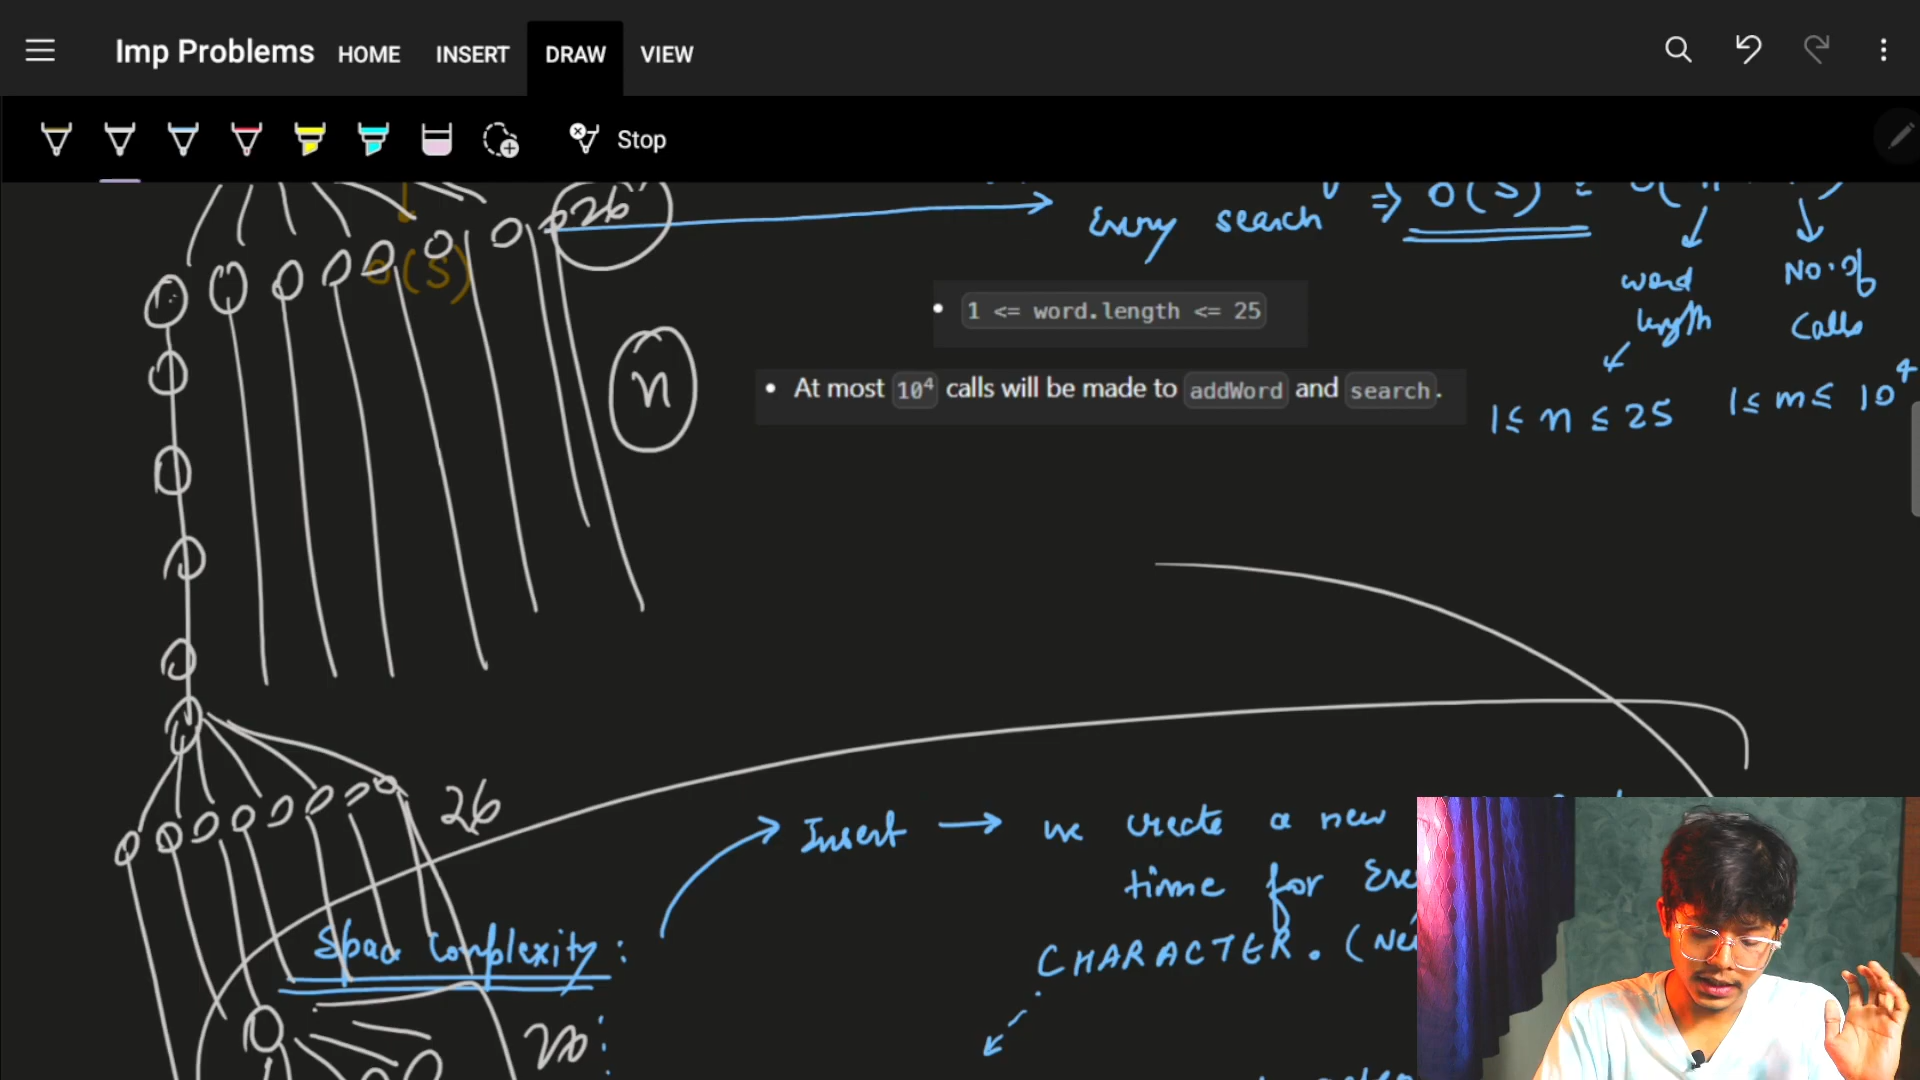 Imp Problems HOME INSERT DRAW VIEW
Stop
26
Every search => O(S) =
O(S)
word length
No. of Calls
1 <= word.length <= 25
n
At most 10⁴ calls will be made to addWord and search.
1 ≤ n ≤ 25
1 ≤ m ≤ 10⁴
26
Insert → we create a new
time for
CHARACTER.
Space Complexity :